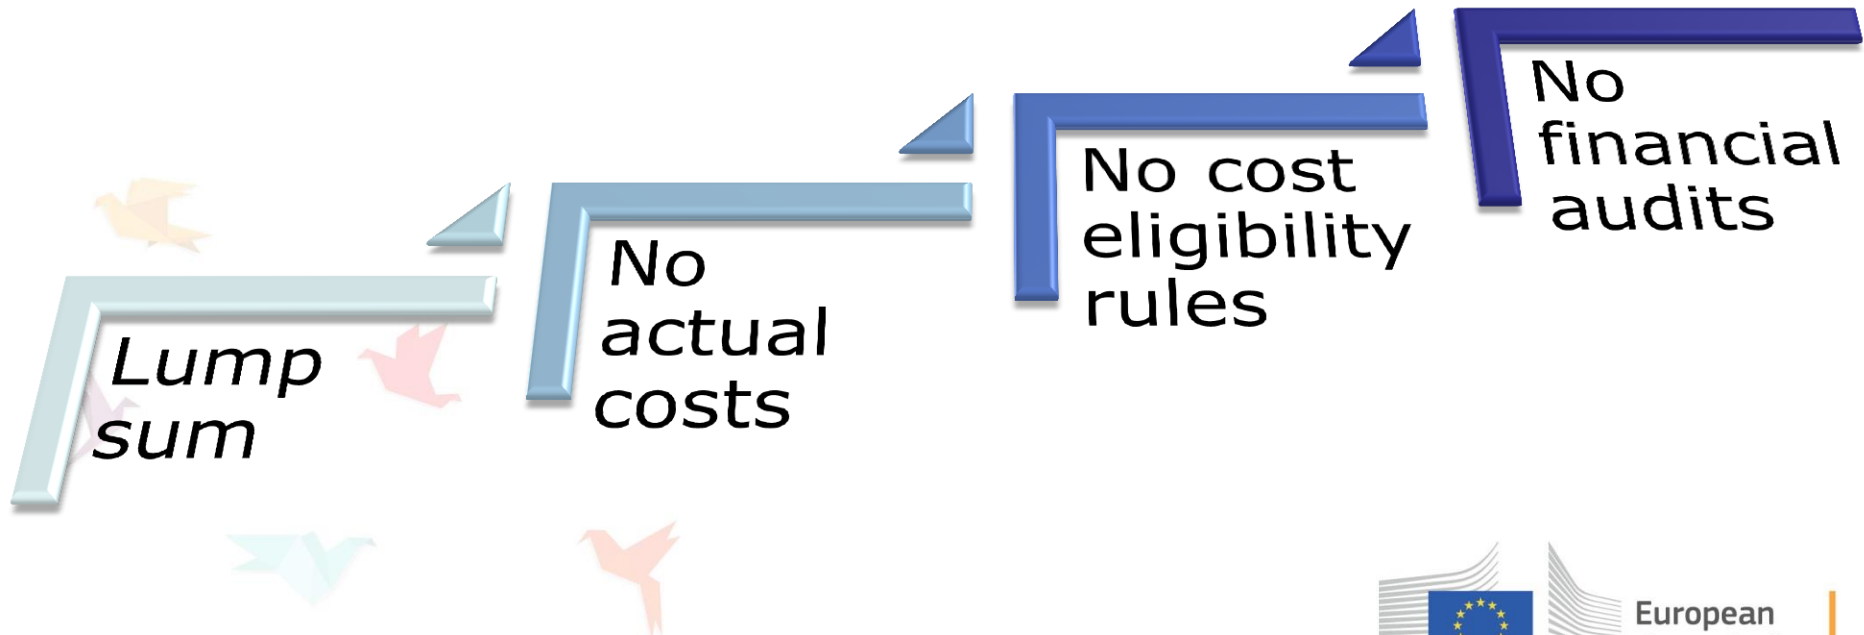 Lump
sum
No
actual
costs
No cost
eligibility
rules
No
financial
audits
European